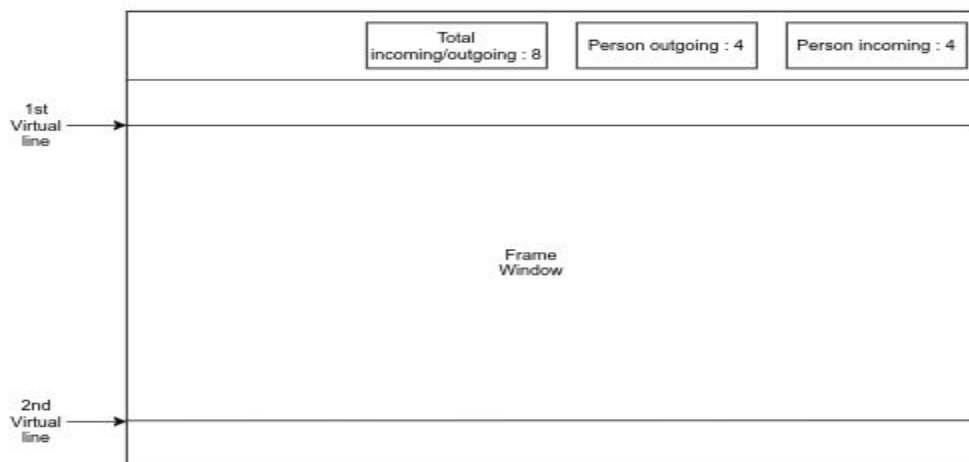 Total
incoming/outgoing : 8
Person outgoing : 4
Person incoming : 4
1st
Virtual
line
Frame
Window
2nd
Virtual
line